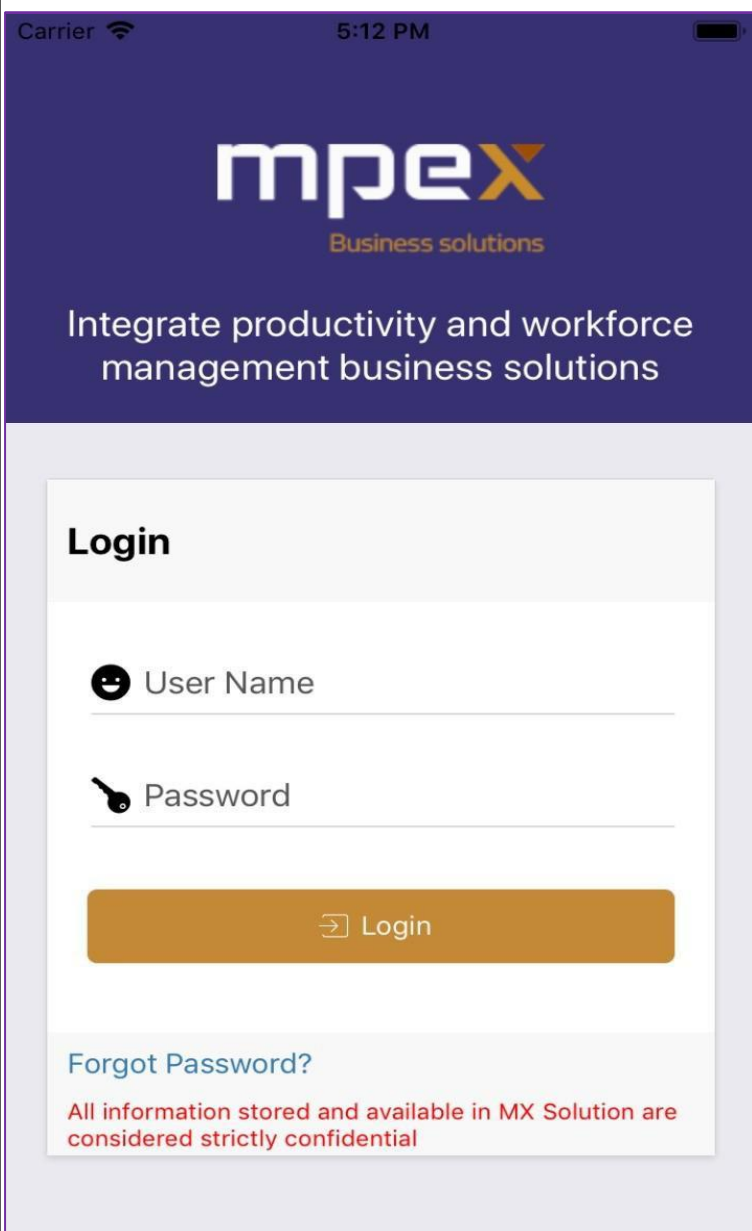 Carrier 5:12 PM
mpex
Business solutions
Integrate productivity and workforce
management business solutions
Login
User Name
Password
Login
Forgot Password?
All information stored and available in MX Solution are
considered strictly confidential